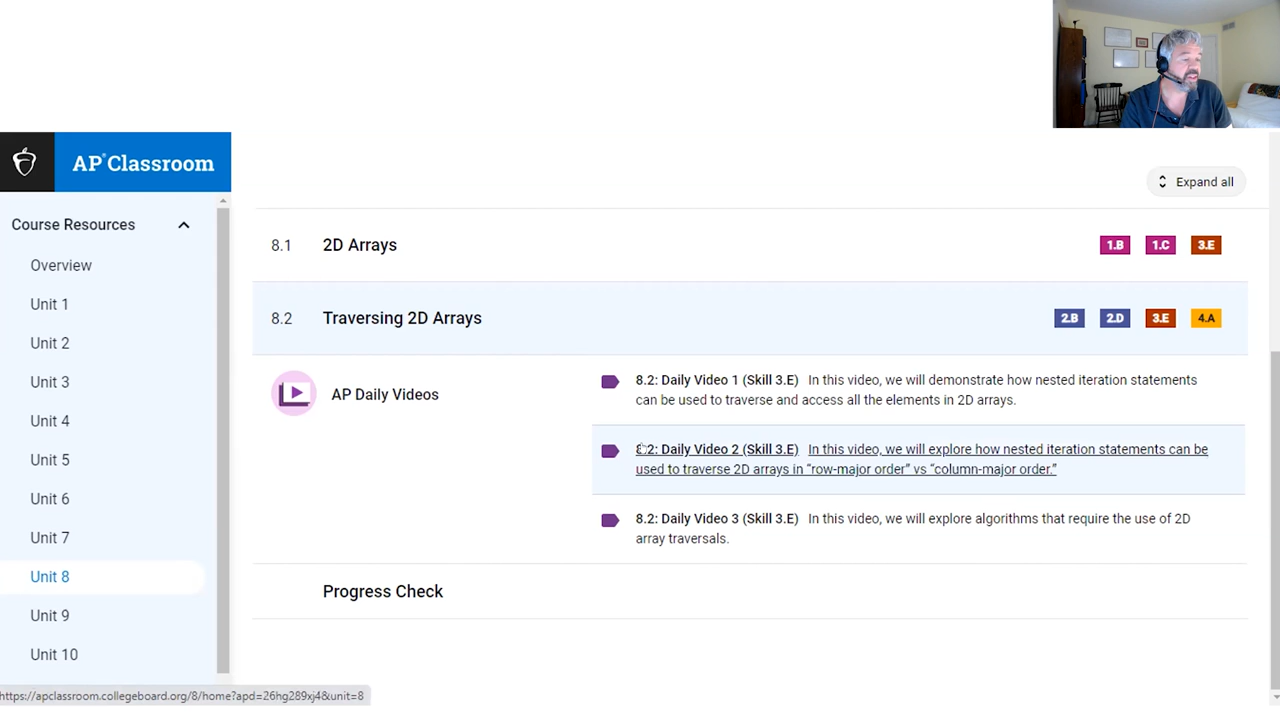 AP® Classroom
Expand all
Course Resources
Overview
Unit 1
Unit 2
Unit 3
Unit 4
Unit 5
Unit 6
Unit 7
Unit 8
Unit 9
Unit 10
8.1 2D Arrays 1.B 1.C 3.E
8.2 Traversing 2D Arrays 2.B 2.D 3.E 4.A
AP Daily Videos
8.2: Daily Video 1 (Skill 3.E) In this video, we will demonstrate how nested iteration statements
can be used to traverse and access all the elements in 2D arrays.
8.2: Daily Video 2 (Skill 3.E) In this video, we will explore how nested iteration statements can be
used to traverse 2D arrays in “row-major order” vs “column-major order.”
8.2: Daily Video 3 (Skill 3.E) In this video, we will explore algorithms that require the use of 2D
array traversals.
Progress Check
https://apclassroom.collegeboard.org/8/home?apd=26hg289xj4&unit=8